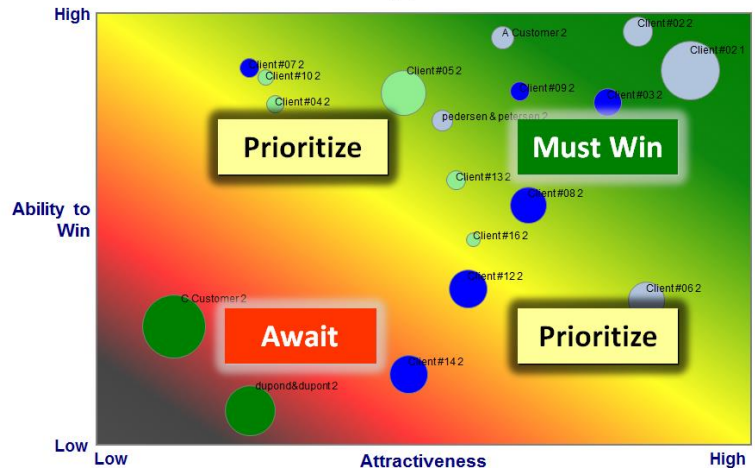 High
Client#02 2
A Customer 2
Client#02 1
Client#07 2
Client#05 2
Client#10 2
Client#09 2
Client#03 2
Client#04 2
pedersen & petersen 2
Prioritize
Must Win
Client#13 2
Client#08 2
Ability to
Win
Client#16 2
Client#12 2
Client#06 2
C Customer 2
Await
Prioritize
Client#14 2
dupond&dupont 2
Low
Low
Attractiveness
High